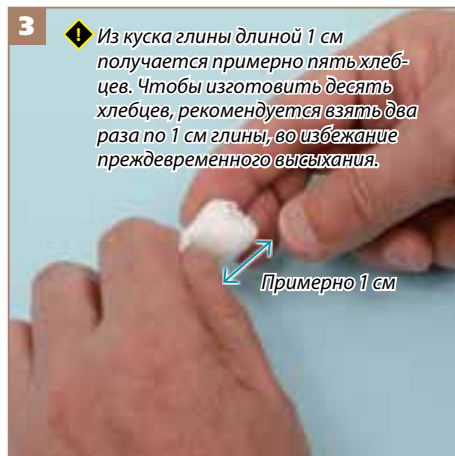 3
Из куска глины длиной 1 см
получается примерно пять хлеб-
цев. Чтобы изготовить десять
хлебцев, рекомендуется взять два
раза по 1 см глины, во избежание
преждевременного высыхания.
Примерно 1 см